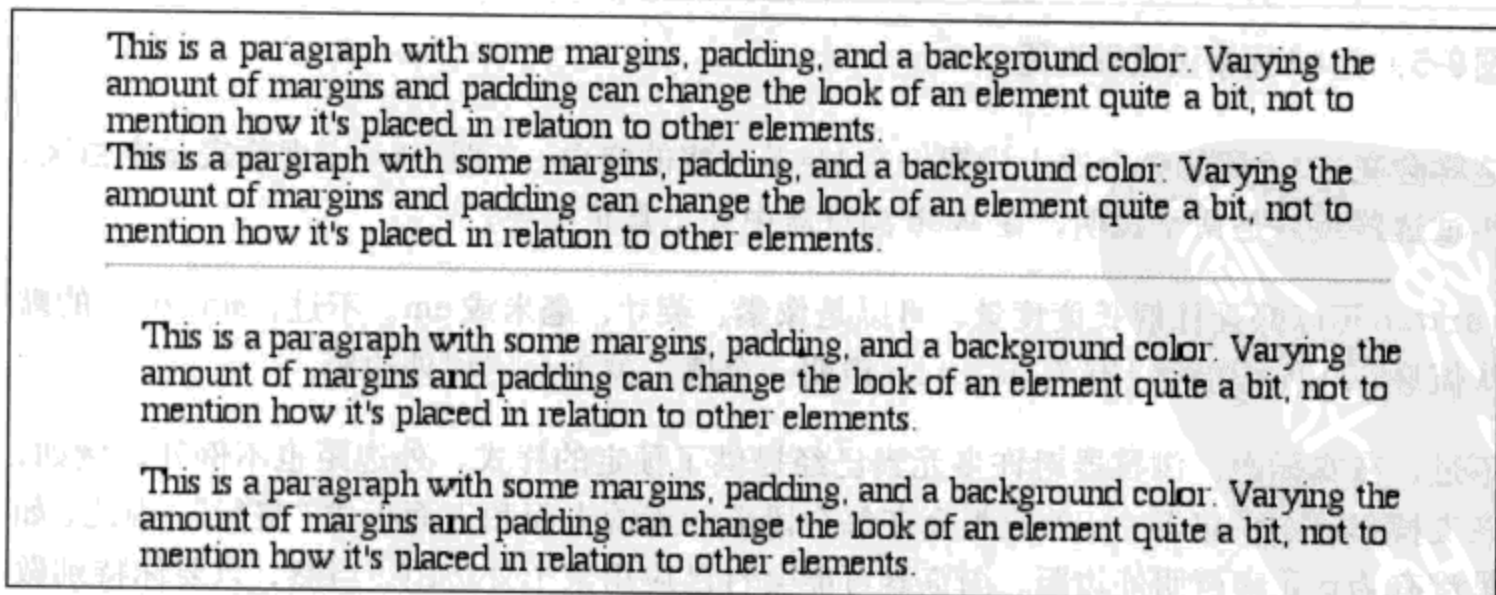 This is a paragraph with some margins, padding, and a background color. Varying the
amount of margins and padding can change the look of an element quite a bit, not to
mention how it's placed in relation to other elements.
This is a pargraph with some margins, padding, and a background color. Varying the
amount of margins and padding can change the look of an element quite a bit, not to
mention how it's placed in relation to other elements.
This is a paragraph with some margins, padding, and a background color. Varying the
amount of margins and padding can change the look of an element quite a bit, not to
mention how it's placed in relation to other elements.
This is a paragraph with some margins, padding, and a background color. Varying the
amount of margins and padding can change the look of an element quite a bit, not to
mention how it's placed in relation to other elements.